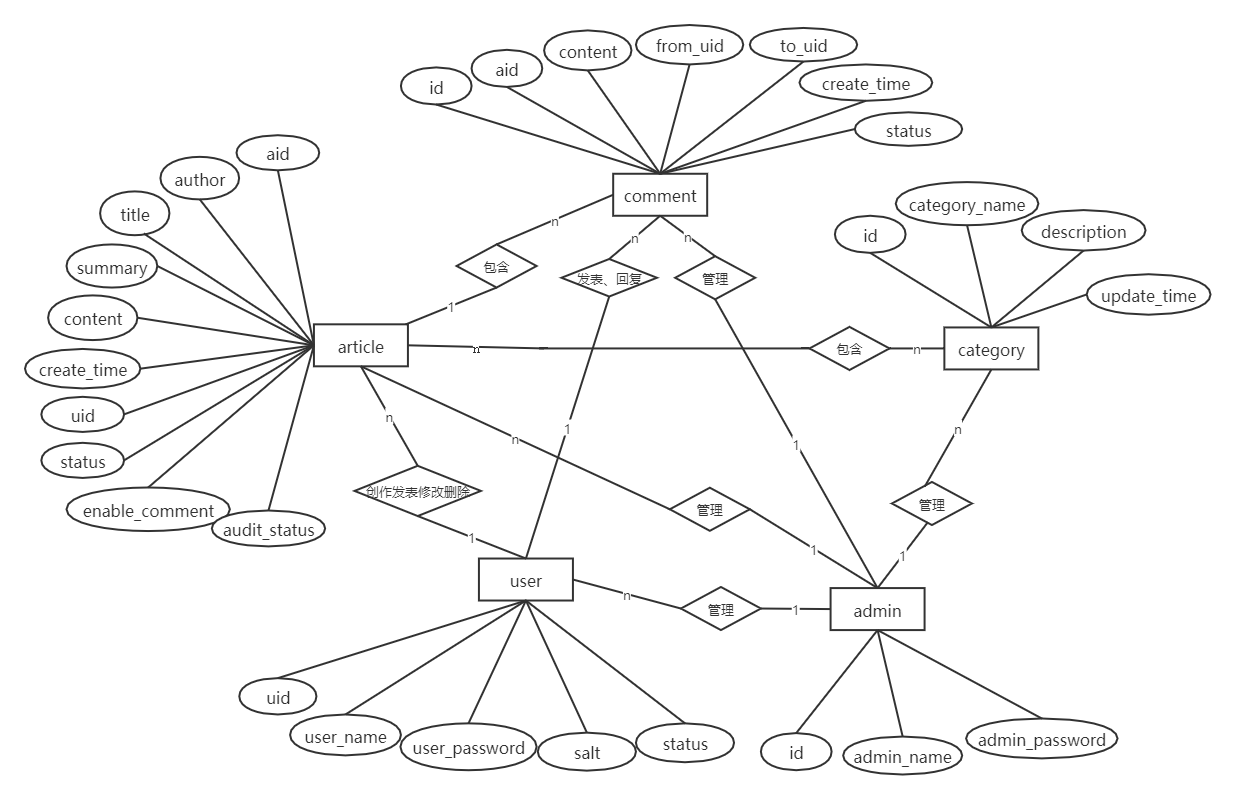 from_uid
to_uid
content
aid
create_time
id
status
aid
author
comment
category_name
title
n
description
id
n
n
summary
包含
发表、回复
管理
update_time
1
content
article
n
包含
n
category
create_time
uid
n
1
n
n
1
status
创作发表修改删除
管理
管理
enable_comment
audit_status
1
1
1
user
n
管理
1
admin
uid
user_name
user_password
salt
status
id
admin_name
admin_password